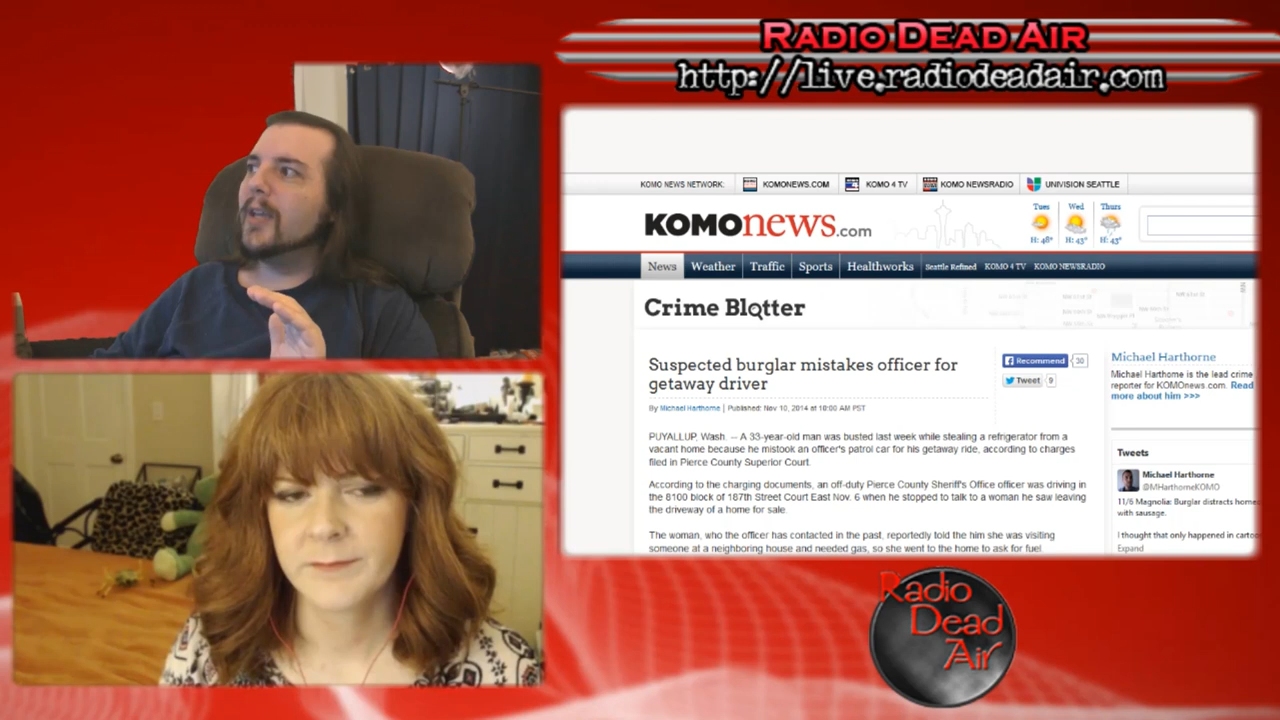 Radio Dead Air
http://live.radiodeadair.com
KOMO NEWS NETWORK:
KOMONEWS.COM
KOMO 4 TV
KOMO NEWSRADIO
UNIVISION SEATTLE
KOMOnews.com
Tues
Wed
Thurs
H: 48°
H: 43°
H: 43°
News
Weather
Traffic
Sports
Healthworks
Seattle Refined
KOMO 4 TV
KOMO NEWSRADIO
Crime Blotter
Suspected burglar mistakes officer for
getaway driver
By Michael Harthorne | Published: Nov 10, 2014 at 10:00 AM PST
Recommend
30
Tweet
9
PUYALLUP, Wash. -- A 33-year-old man was busted last week while stealing a refrigerator from a
vacant home because he mistook an officer's patrol car for his getaway ride, according to charges
filed in Pierce County Superior Court.
According to the charging documents, an off-duty Pierce County Sheriff's Office officer was driving in
the 8100 block of 187th Street Court East Nov. 6 when he stopped to talk to a woman he saw leaving
the driveway of a home for sale.
The woman, who the officer has contacted in the past, reportedly told the him she was visiting
someone at a neighboring house and needed gas, so she went to the home to ask for fuel.
Michael Harthorne
Michael Harthorne is the lead crime
reporter for KOMOnews.com. Read
more about him >>>
Tweets
Michael Harthorne
@MHarthorneKOMO
11/6 Magnolia: Burglar distracts
with sausage.
I thought that only happened in
Expand
Radio
Dead
Air